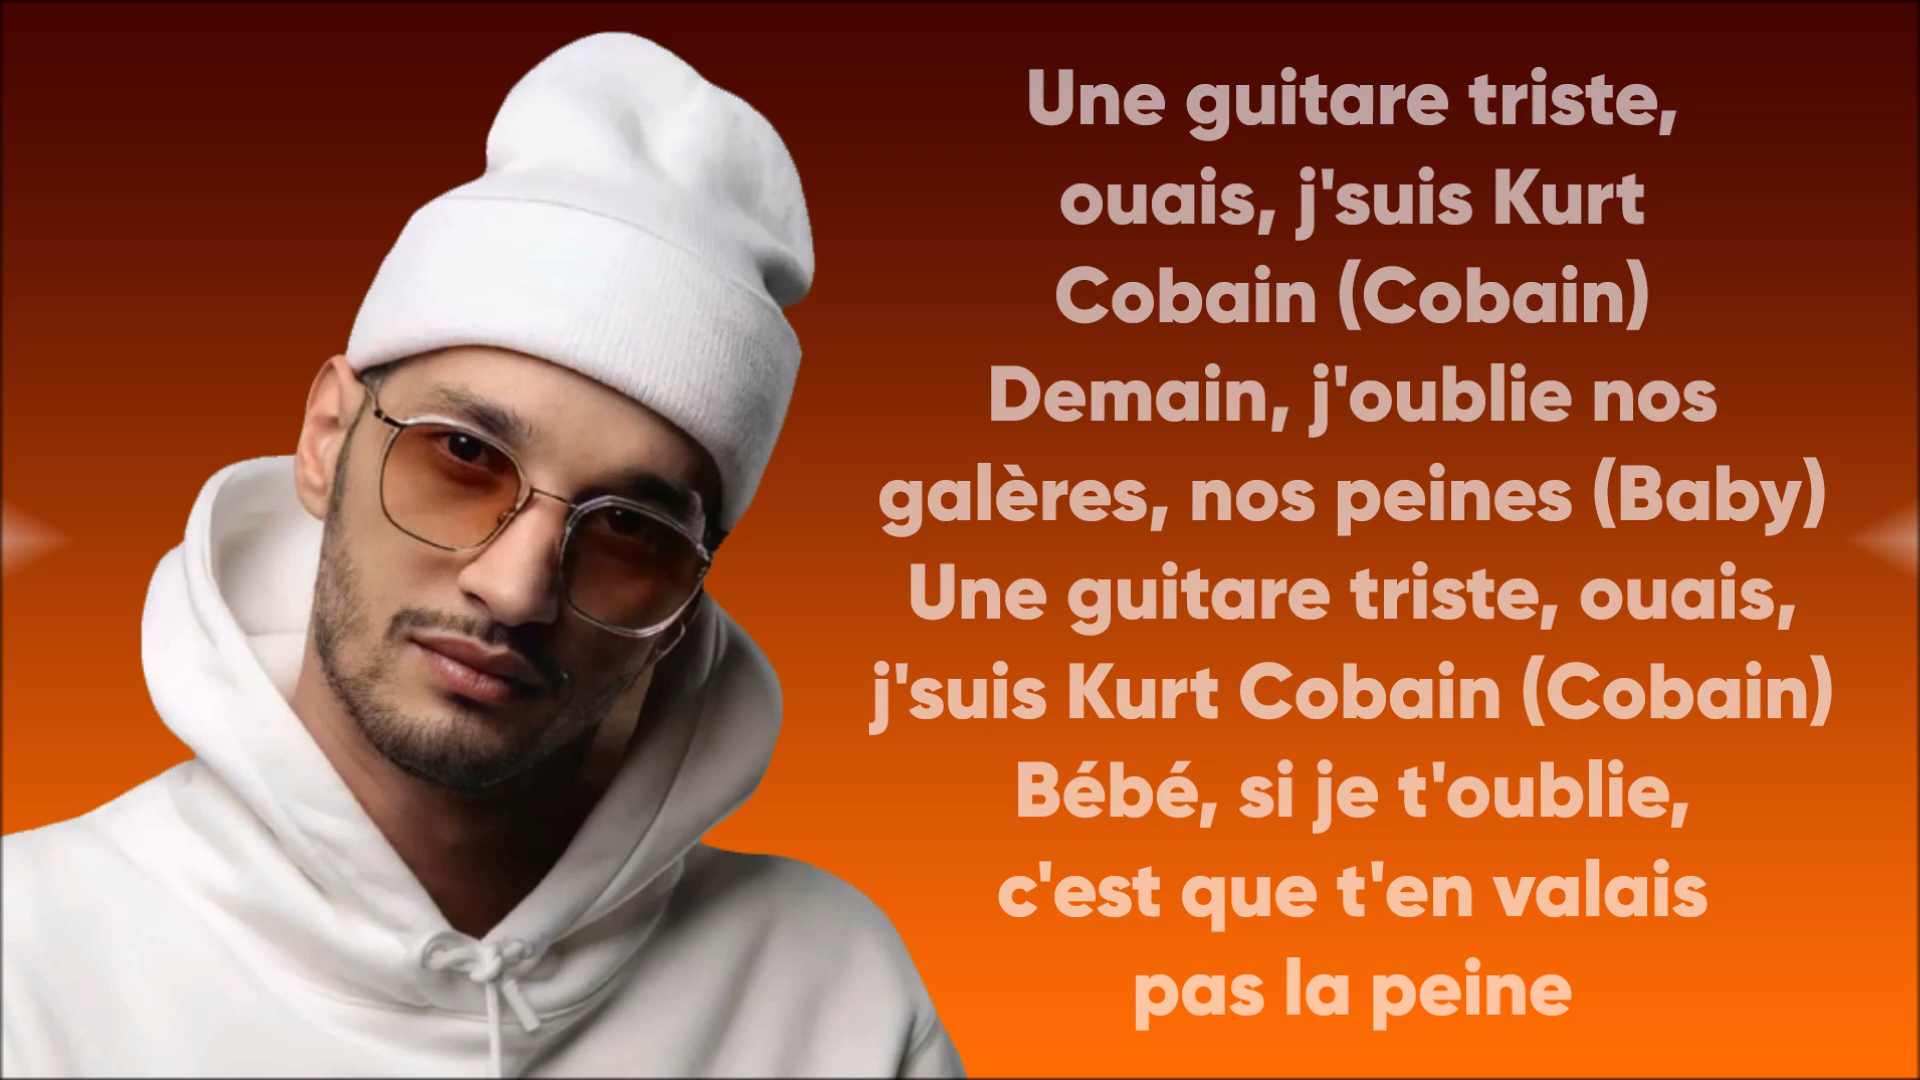 Une guitare triste,
ouais, j'suis Kurt
Cobain (Cobain)
Demain, j'oublie nos
galères, nos peines (Baby)
Une guitare triste, ouais,
j'suis Kurt Cobain (Cobain)
Bébé, si je t'oublie,
c'est que t'en valais
pas la peine